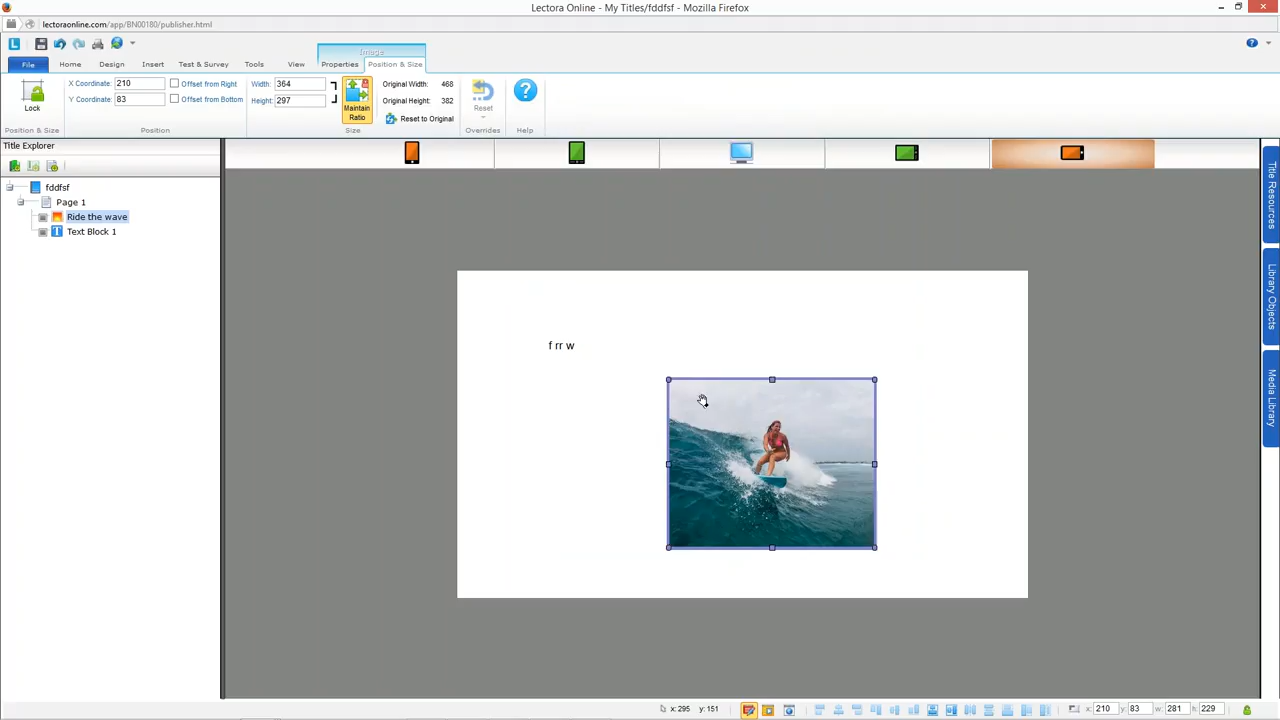 Lectora Online - My Titles/fddfsf - Mozilla Firefox
lectoraonline.com/app/BN00180/publisher.html
Image
File Home Design Insert Test & Survey Tools View Properties Position & Size
X Coordinate: 210 Offset from Right Width: 364 Original Width: 468
Y Coordinate: 83 Offset from Bottom Height: 297 Original Height: 382
Lock Maintain Ratio Reset to Original Reset
Position & Size Position Size Overrides Help
Title Explorer
fddfsf
Page 1
Ride the wave
Text Block 1
f rr w
Title Resources
Library Objects
Media Library
x: 295 y: 151 x: 210 y: 83 w: 281 h: 229